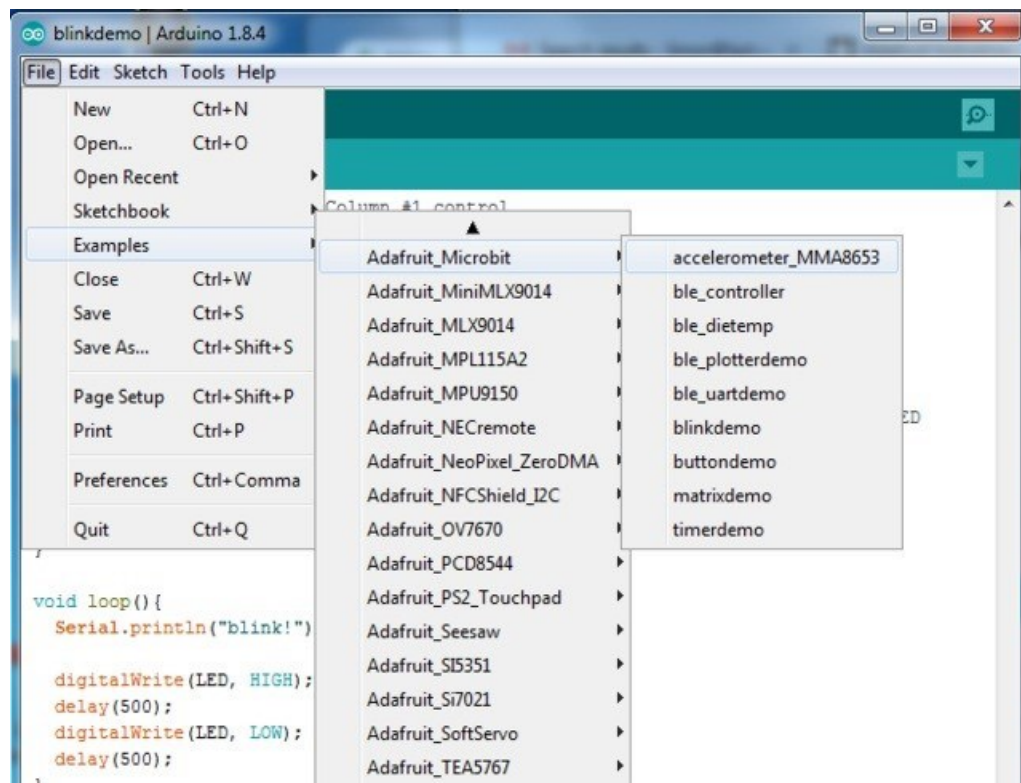 blinkdemo | Arduino 1.8.4
File Edit Sketch Tools Help
New Ctrl+N
Open... Ctrl+O
Open Recent
Sketchbook
Examples
Close Ctrl+W
Save Ctrl+S
Save As... Ctrl+Shift+S
Page Setup Ctrl+Shift+P
Print Ctrl+P
Preferences Ctrl+Comma
Quit Ctrl+Q
Column #1 control
Adafruit_Microbit
Adafruit_MiniMLX9014
Adafruit_MLX9014
Adafruit_MPL115A2
Adafruit_MPU9150
Adafruit_NECremote
Adafruit_NeoPixel_ZeroDMA
Adafruit_NFCShield_I2C
Adafruit_OV7670
Adafruit_PCD8544
Adafruit_PS2_Touchpad
Adafruit_Seesaw
Adafruit_SI5351
Adafruit_Si7021
Adafruit_SoftServo
Adafruit_TEA5767
accelerometer_MMA8653
ble_controller
ble_dietemp
ble_plotterdemo
ble_uartdemo
blinkdemo
buttondemo
matrixdemo
timerdemo
ED
}
void loop(){
Serial.println("blink!")
digitalWrite(LED, HIGH);
delay(500);
digitalWrite(LED, LOW);
delay(500);